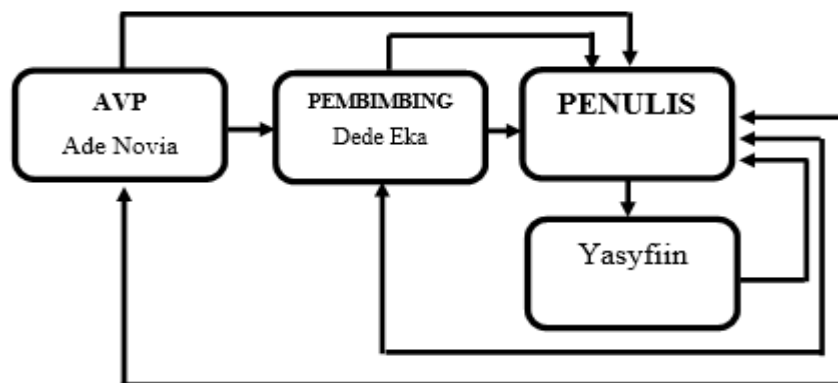 AVP
Ade Novia
PEMBIMBING
Dede Eka
PENULIS
Yasyfiin